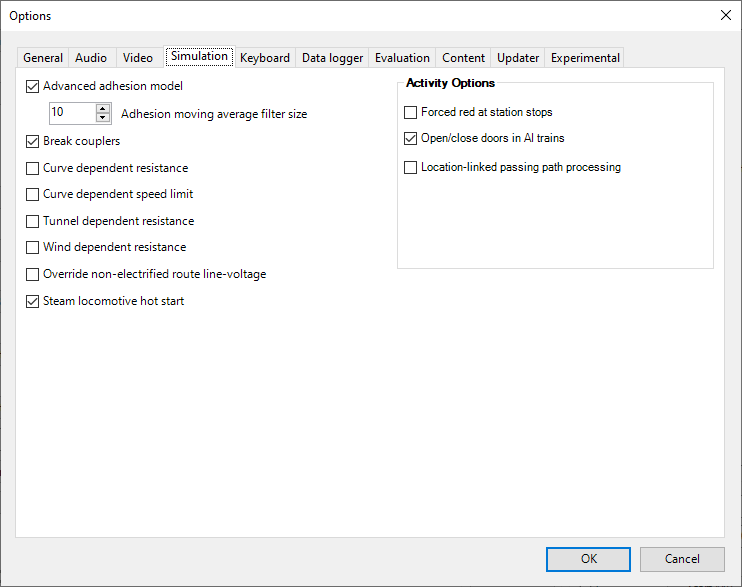 Options
General Audio Video Simulation Keyboard Data logger Evaluation Content Updater Experimental
Advanced adhesion model
10 Adhesion moving average filter size
Break couplers
Curve dependent resistance
Curve dependent speed limit
Tunnel dependent resistance
Wind dependent resistance
Override non-electrified route line-voltage
Steam locomotive hot start
Activity Options
Forced red at station stops
Open/close doors in AI trains
Location-linked passing path processing
OK Cancel